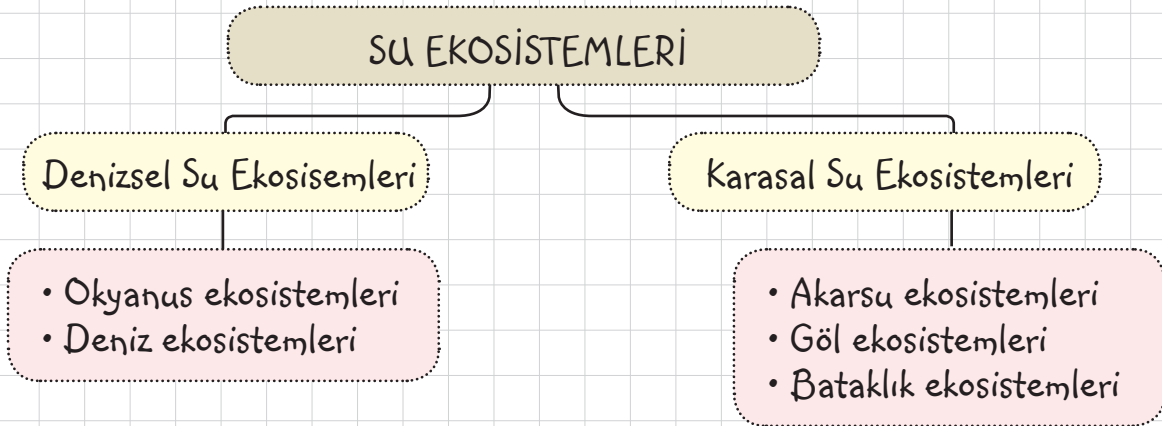 SU EKOSİSTEMLERİ
Denizsel Su Ekosisemleri
Karasal Su Ekosistemleri
• Okyanus ekosistemleri
• Deniz ekosistemleri
• Akarsu ekosistemleri
• Göl ekosistemleri
• Bataklık ekosistemleri